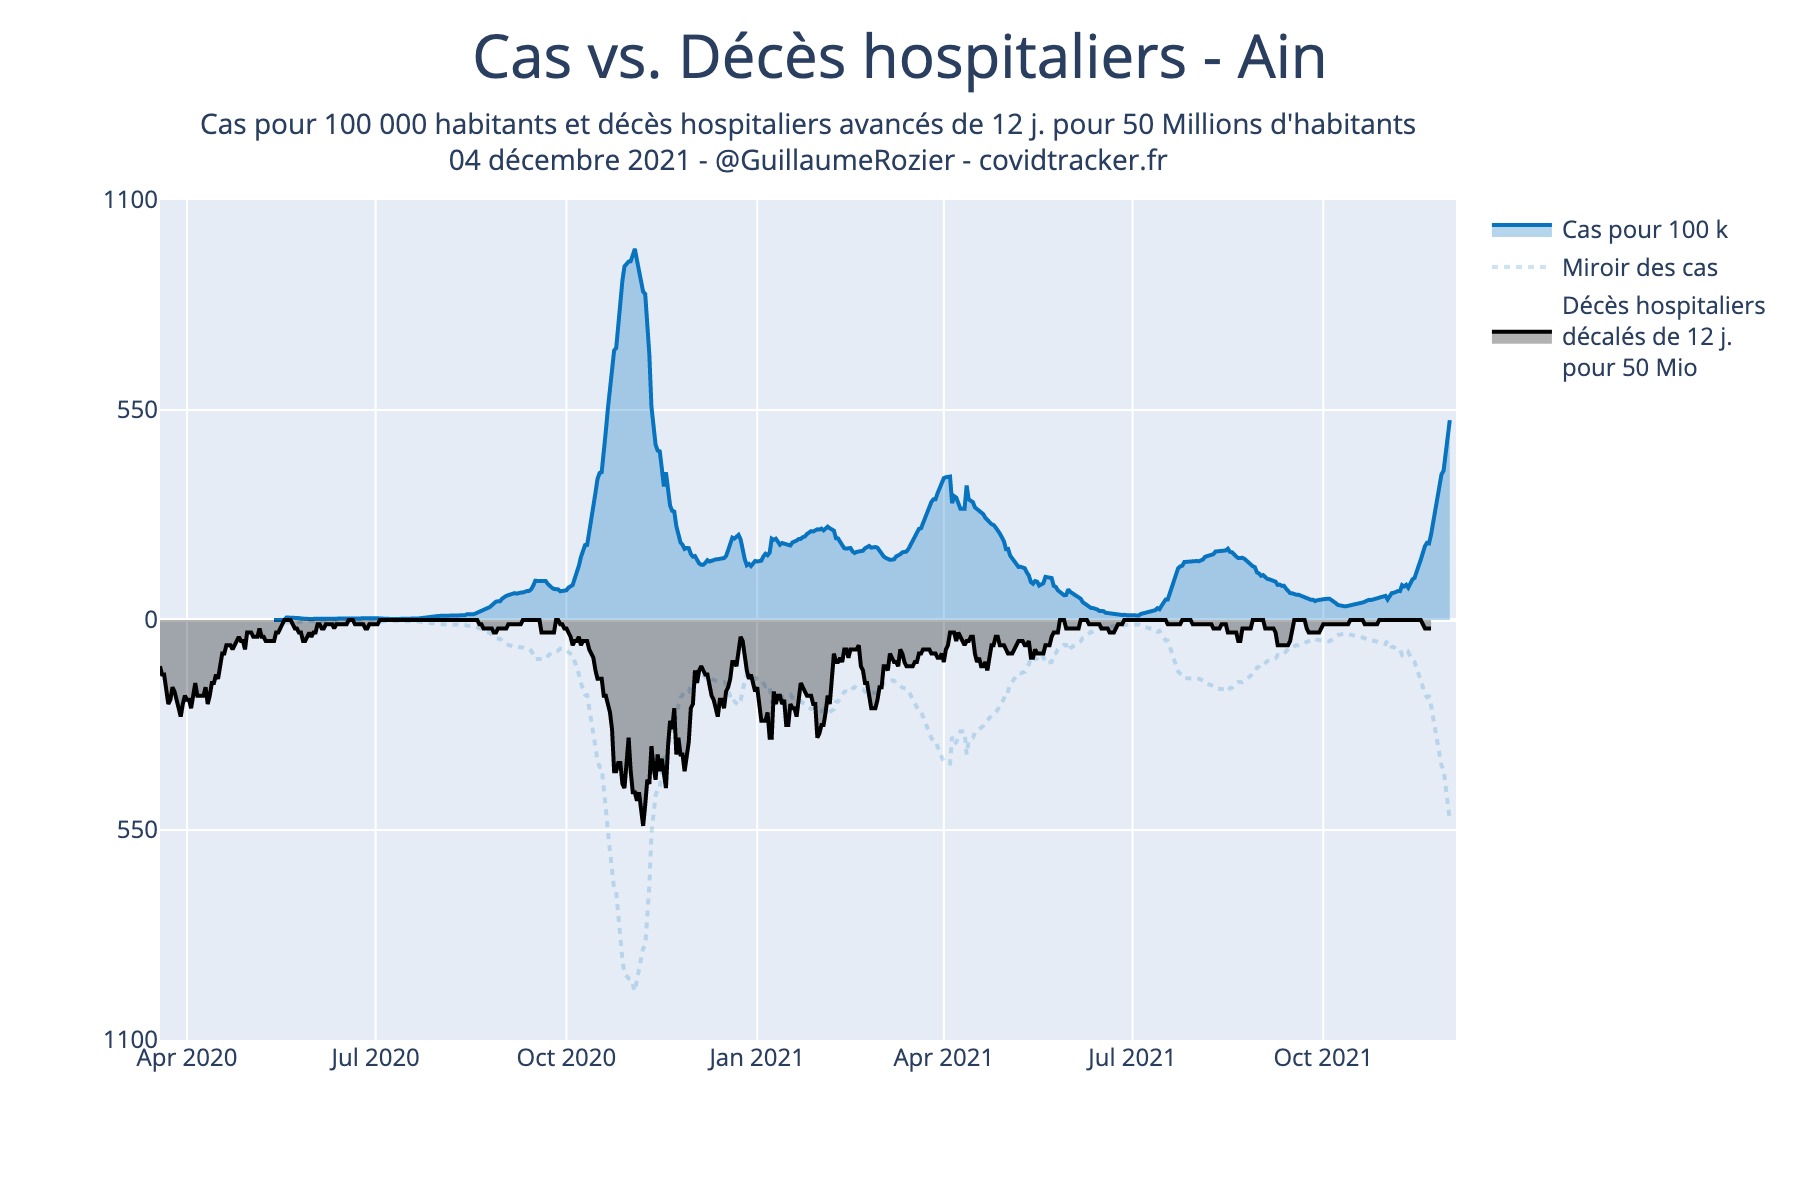 Cas vs. Décès hospitaliers - Ain
Cas pour 100 000 habitants et décès hospitaliers avancés de 12 j. pour 50 Millions d'habitants
04 décembre 2021 - @GuillaumeRozier - covidtracker.fr
1100
550
0
550
1100
Apr 2020
Jul 2020
Oct 2020
Jan 2021
Apr 2021
Jul 2021
Oct 2021
Cas pour 100 k
Miroir des cas
Décès hospitaliers
décalés de 12 j.
pour 50 Mio